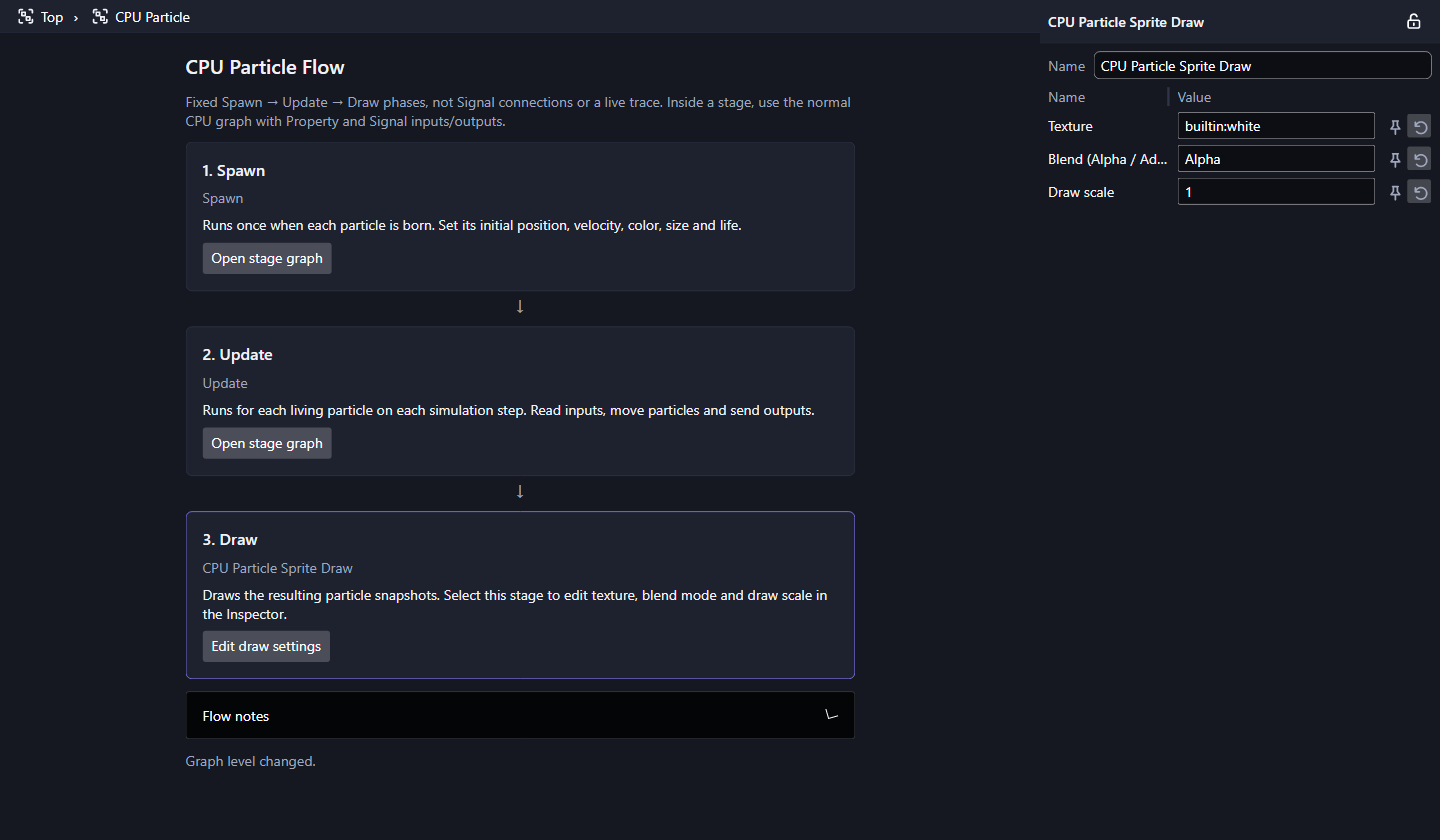 Top › CPU Particle
CPU Particle Flow
Fixed Spawn → Update → Draw phases, not Signal connections or a live trace. Inside a stage, use the normal
CPU graph with Property and Signal inputs/outputs.
1. Spawn
Spawn
Runs once when each particle is born. Set its initial position, velocity, color, size and life.
Open stage graph
↓
2. Update
Update
Runs for each living particle on each simulation step. Read inputs, move particles and send outputs.
Open stage graph
↓
3. Draw
CPU Particle Sprite Draw
Draws the resulting particle snapshots. Select this stage to edit texture, blend mode and draw scale in
the Inspector.
Edit draw settings
Flow notes
Graph level changed.
CPU Particle Sprite Draw
Name CPU Particle Sprite Draw
Name Value
Texture builtin:white
Blend (Alpha / Ad... Alpha
Draw scale 1